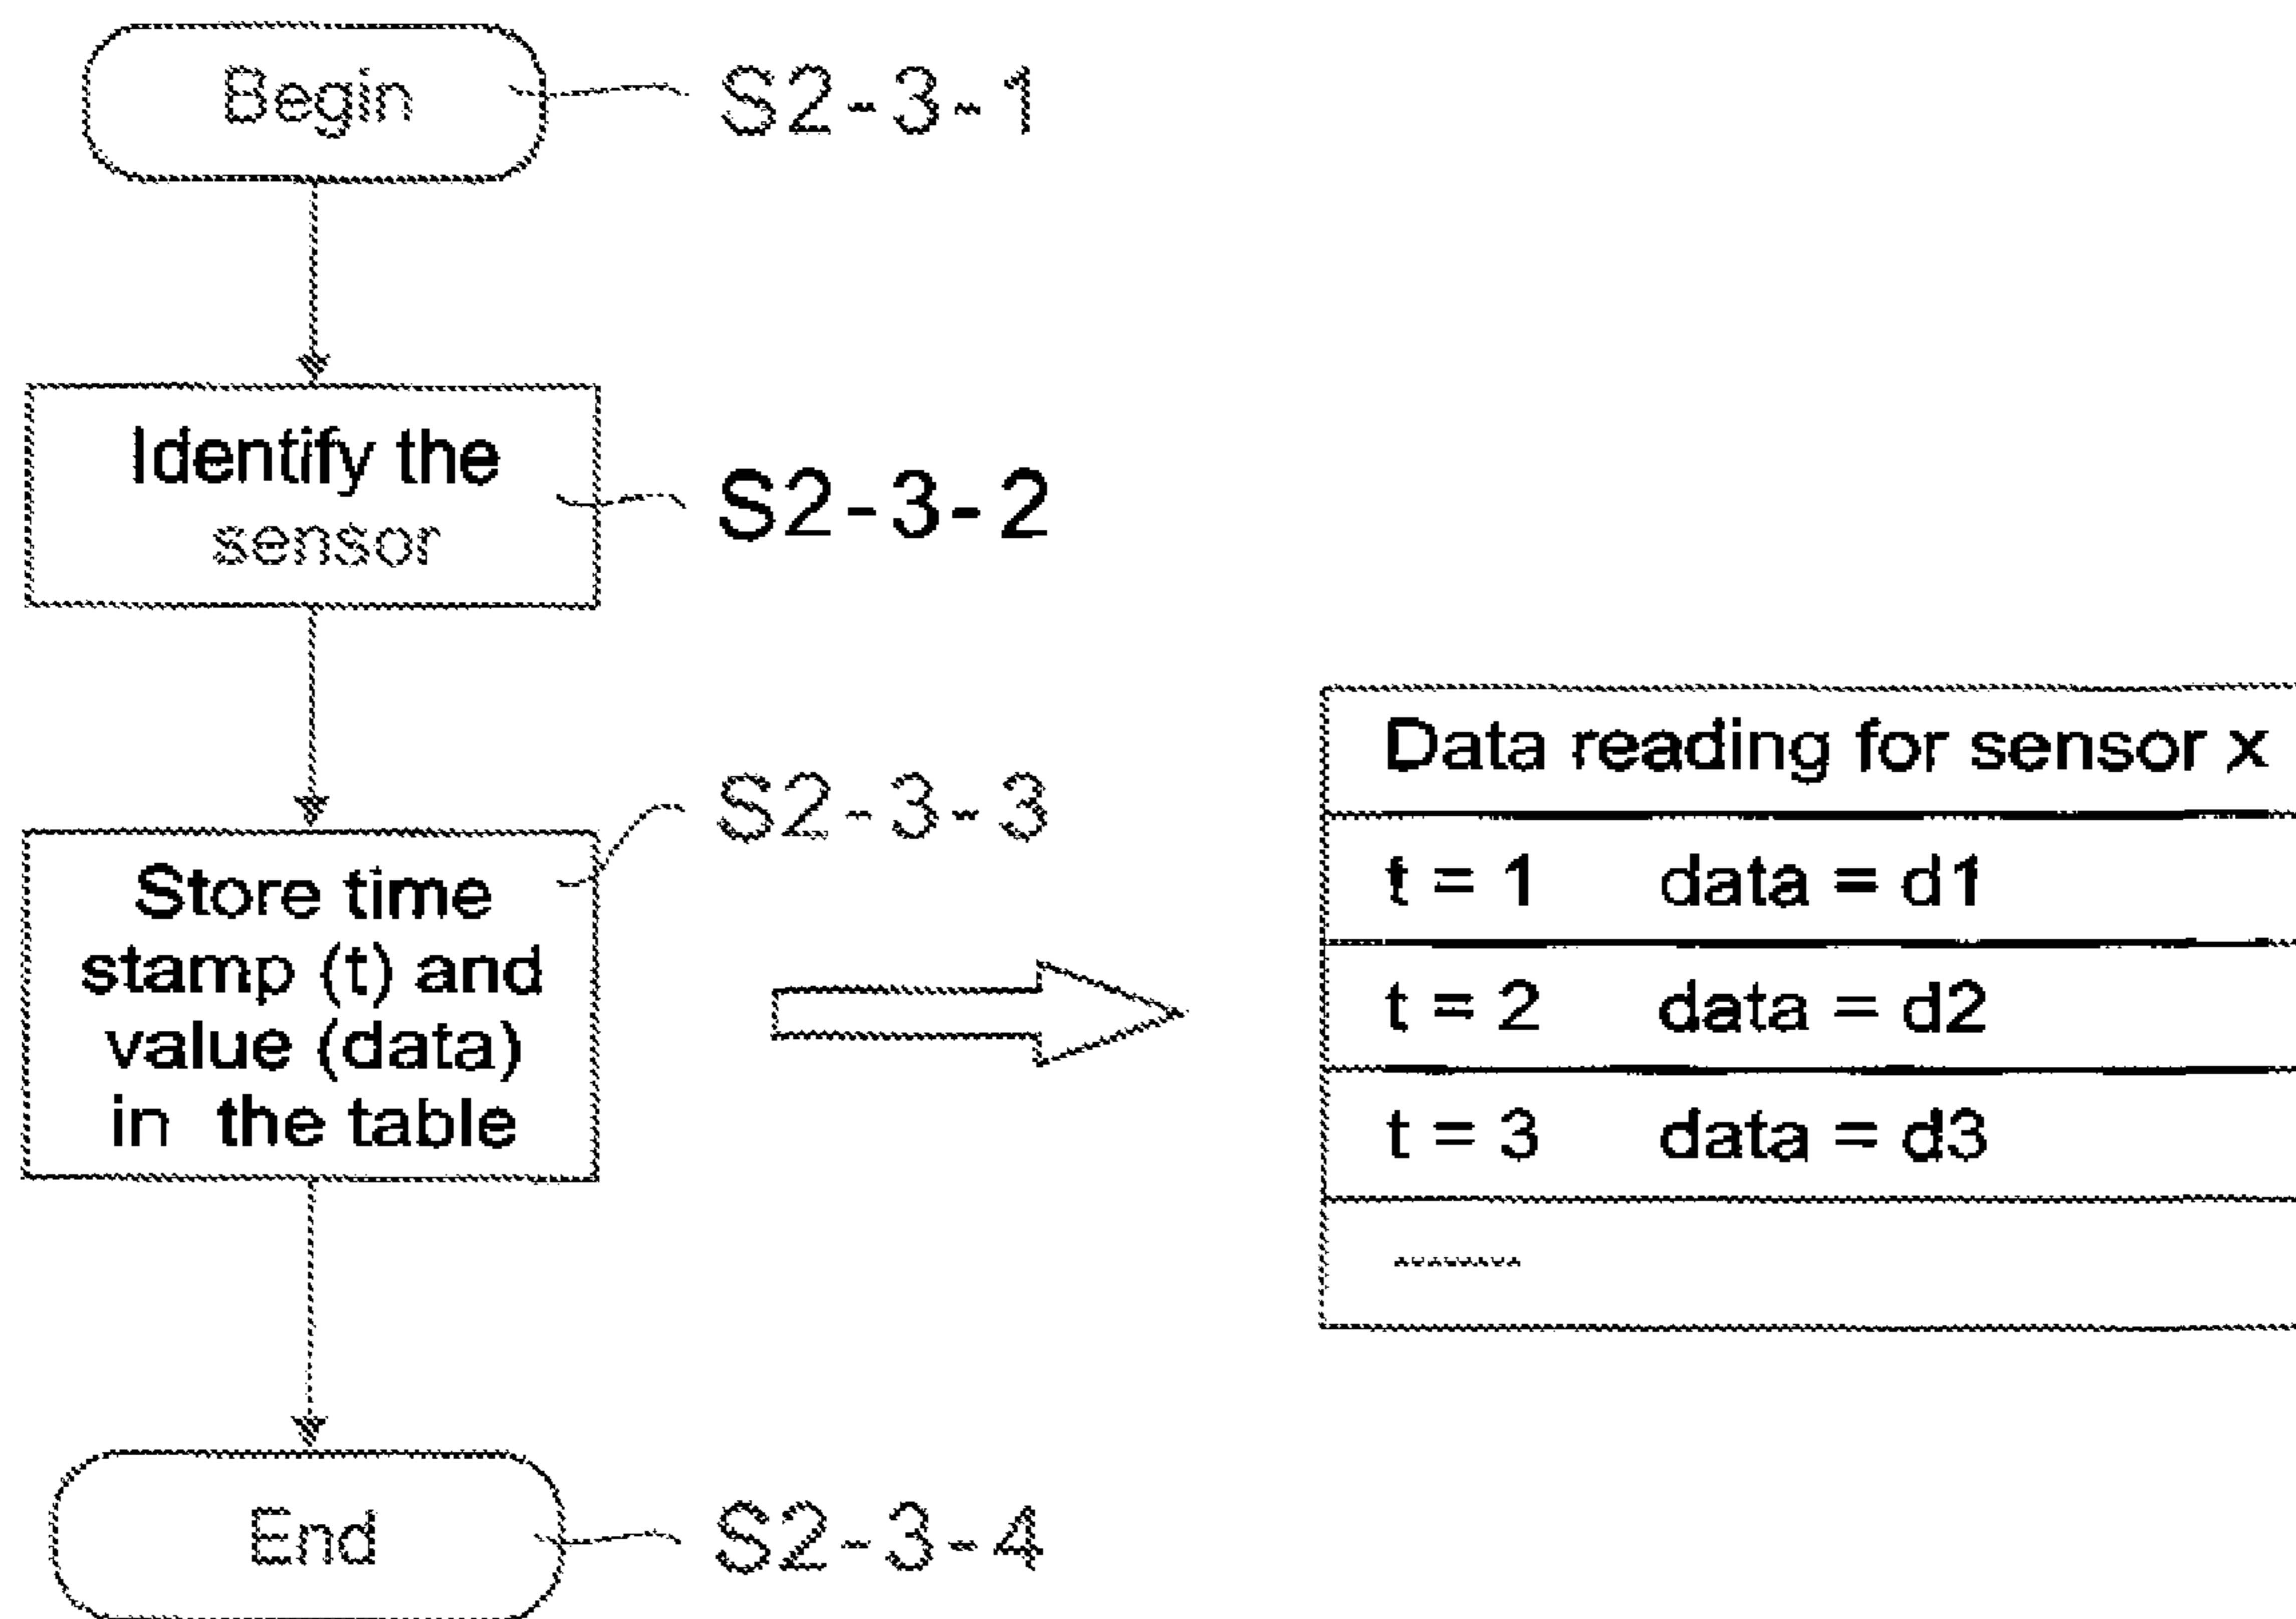 Begin
S2-3-1
Identify the
sensor
S2-3-2
Store time
stamp (t) and
value (data)
in the table
S2-3-3
Data reading for sensor x
t = 1 data = d1
t = 2 data = d2
t = 3 data = d3
-------
End
S2-3-4